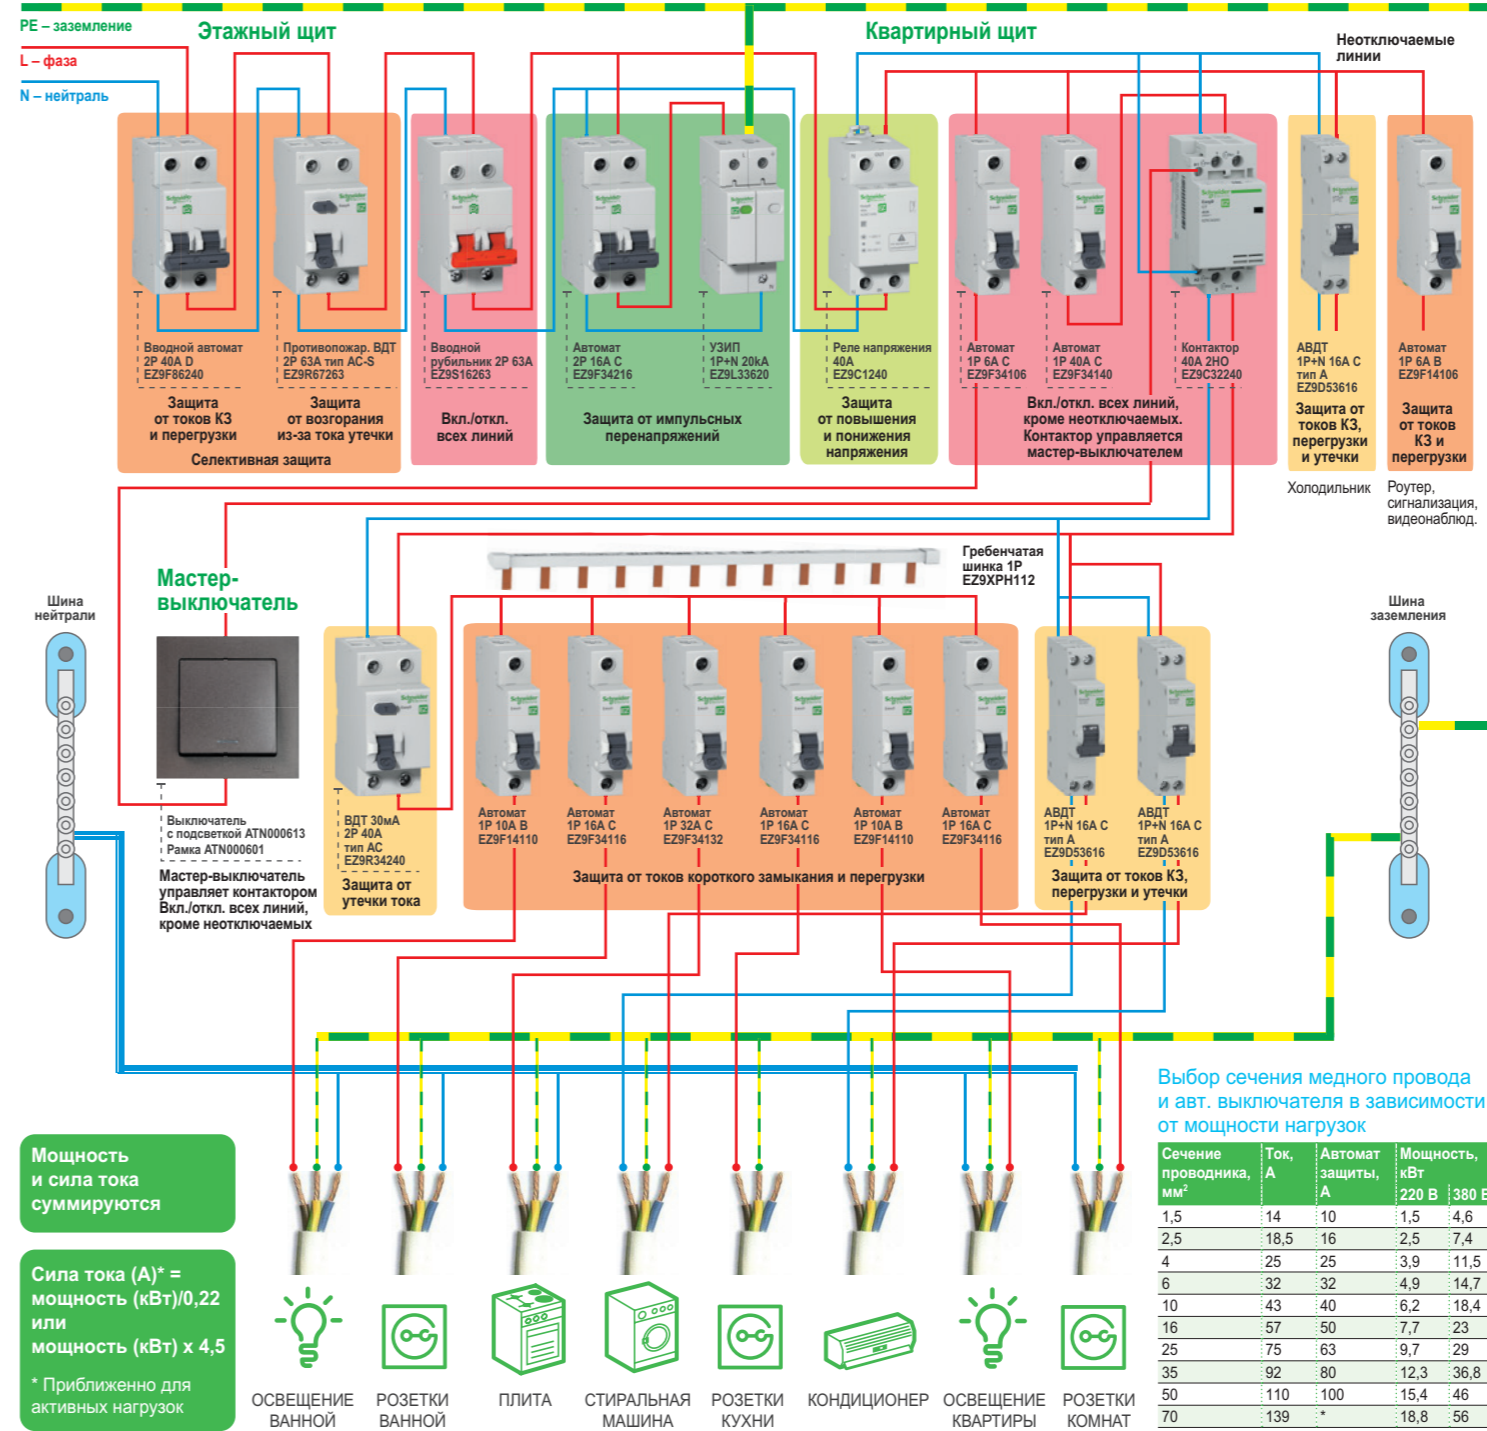 PE – заземление
Этажный щит
Квартирный щит
Неотключаемые
линии
L – фаза
N – нейтраль
Вводной автомат
2P 40A D
EZ9F86240
Защита
от токов КЗ
и перегрузки
Противопожар. ВДТ
2P 63A тип AC-S
EZ9R67263
Защита
от возгорания
из-за тока утечки
Селективная защита
Вводной
рубильник 2P 63A
EZ9S16263
Вкл./откл.
всех линий
Автомат
2P 16A C
EZ9F34216
УЗИП
1P+N 20kA
EZ9L33620
Защита от импульсных
перенапряжений
Реле напряжения
40A
EZ9C1240
Защита
от повышения
и понижения
напряжения
Автомат
1P 6A C
EZ9F34106
Автомат
1P 40A C
EZ9F34140
Контактор
40A 2HO
EZ9C32240
Вкл./откл. всех линий,
кроме неотключаемых.
Контактор управляется
мастер-выключателем
АВДТ
1P+N 16A C
тип A
EZ9D53616
Защита от
токов КЗ,
перегрузки
и утечки
Холодильник
Автомат
1P 6A B
EZ9F14106
Защита
от токов
КЗ и
перегрузки
Роутер,
сигнализация,
видеонаблюд.
Гребенчатая
шинка 1P
EZ9XPH112
Мастер-
выключатель
Шина
нейтрали
Шина
заземления
Выключатель
с подсветкой ATN000613
Рамка ATN000601
Мастер-выключатель
управляет контактором
Вкл./откл. всех линий,
кроме неотключаемых
ВДТ 30мА
2P 40A
тип AC
EZ9R34240
Защита от
утечки тока
Автомат
1P 10A B
EZ9F14110
Автомат
1P 16A C
EZ9F34116
Автомат
1P 32A C
EZ9F34132
Автомат
1P 16A C
EZ9F34116
Автомат
1P 10A B
EZ9F14110
Автомат
1P 16A C
EZ9F34116
Защита от токов короткого замыкания и перегрузки
АВДТ
1P+N 16A C
тип A
EZ9D53616
АВДТ
1P+N 16A C
тип A
EZ9D53616
Защита от токов КЗ,
перегрузки и утечки
Мощность
и сила тока
суммируются
Сила тока (А)* =
мощность (кВт)/0,22
или
мощность (кВт) x 4,5
* Приближенно для
активных нагрузок
ОСВЕЩЕНИЕ
ВАННОЙ
РОЗЕТКИ
ВАННОЙ
ПЛИТА
СТИРАЛЬНАЯ
МАШИНА
РОЗЕТКИ
КУХНИ
КОНДИЦИОНЕР
ОСВЕЩЕНИЕ
КВАРТИРЫ
РОЗЕТКИ
КОМНАТ
Выбор сечения медного провода
и авт. выключателя в зависимости
от мощности нагрузок
Сечение проводника, мм² Ток, А Автомат защиты, А Мощность, кВт
220 В 380 В
1,5 14 10 1,5 4,6
2,5 18,5 16 2,5 7,4
4 25 25 3,9 11,5
6 32 32 4,9 14,7
10 43 40 6,2 18,4
16 57 50 7,7 23
25 75 63 9,7 29
35 92 80 12,3 36,8
50 110 100 15,4 46
70 139 * 18,8 56